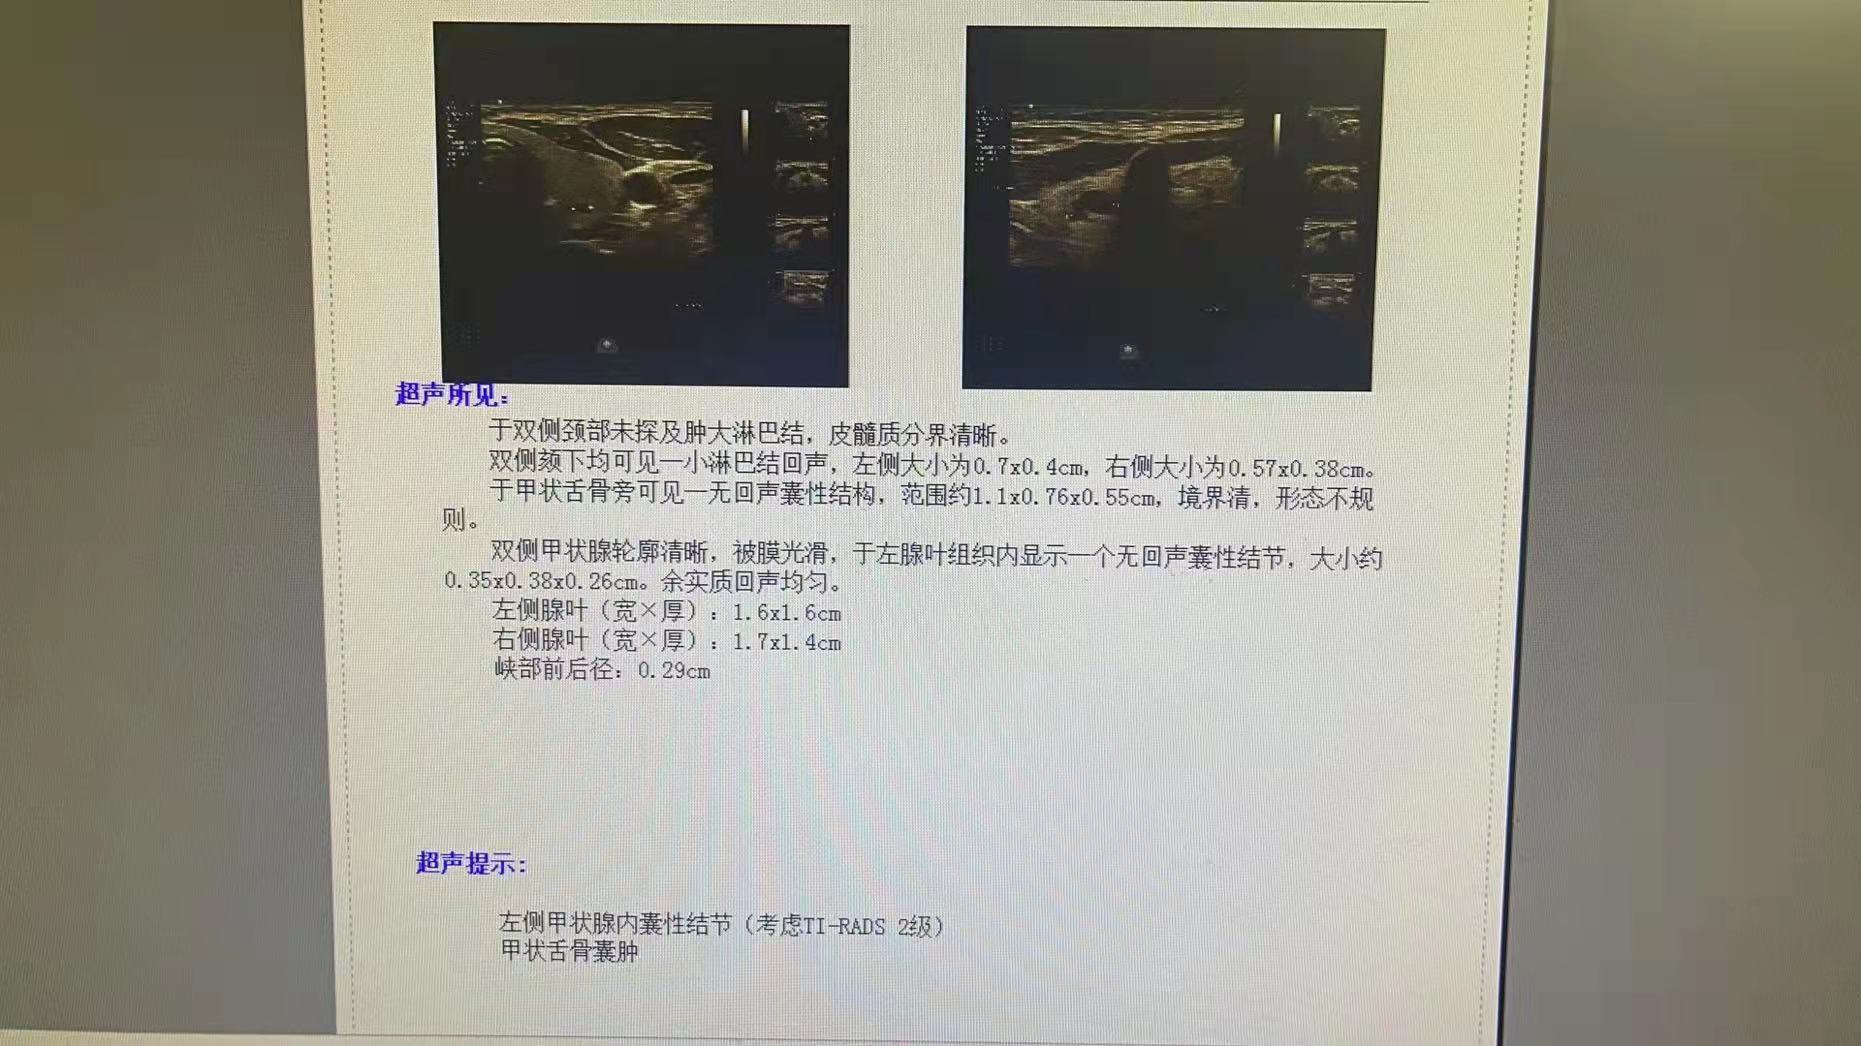 超声所见：
于双侧颈部未探及肿大淋巴结，皮髓质分界清晰。
双侧颏下均可见一小淋巴结回声，左侧大小为0.7x0.4cm，右侧大小为0.57x0.38cm。
于甲状舌骨旁可见一无回声囊性结构，范围约1.1x0.76x0.55cm，境界清，形态不规
则。
双侧甲状腺轮廓清晰，被膜光滑，于左腺叶组织内显示一个无回声囊性结节，大小约
0.35x0.38x0.26cm。余实质回声均匀。
左侧腺叶（宽×厚）：1.6x1.6cm
右侧腺叶（宽×厚）：1.7x1.4cm
峡部前后径：0.29cm
超声提示：
左侧甲状腺内囊性结节（考虑TI-RADS 2级）
甲状舌骨囊肿